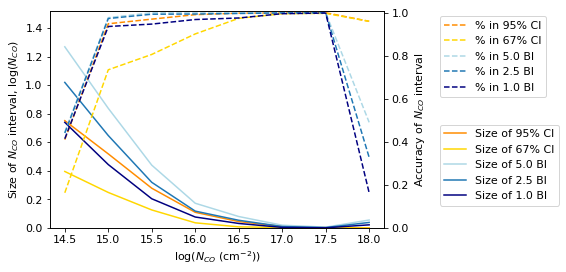 Size of N_CO interval, log(N_CO)
1.4
1.2
1.0
0.8
0.6
0.4
0.2
0.0
14.5 15.0 15.5 16.0 16.5 17.0 17.5 18.0
log(N_CO (cm⁻²))
1.0
0.8
0.6
0.4
0.2
0.0
Accuracy of N_CO interval
% in 95% CI
% in 67% CI
% in 5.0 BI
% in 2.5 BI
% in 1.0 BI
Size of 95% CI
Size of 67% CI
Size of 5.0 BI
Size of 2.5 BI
Size of 1.0 BI